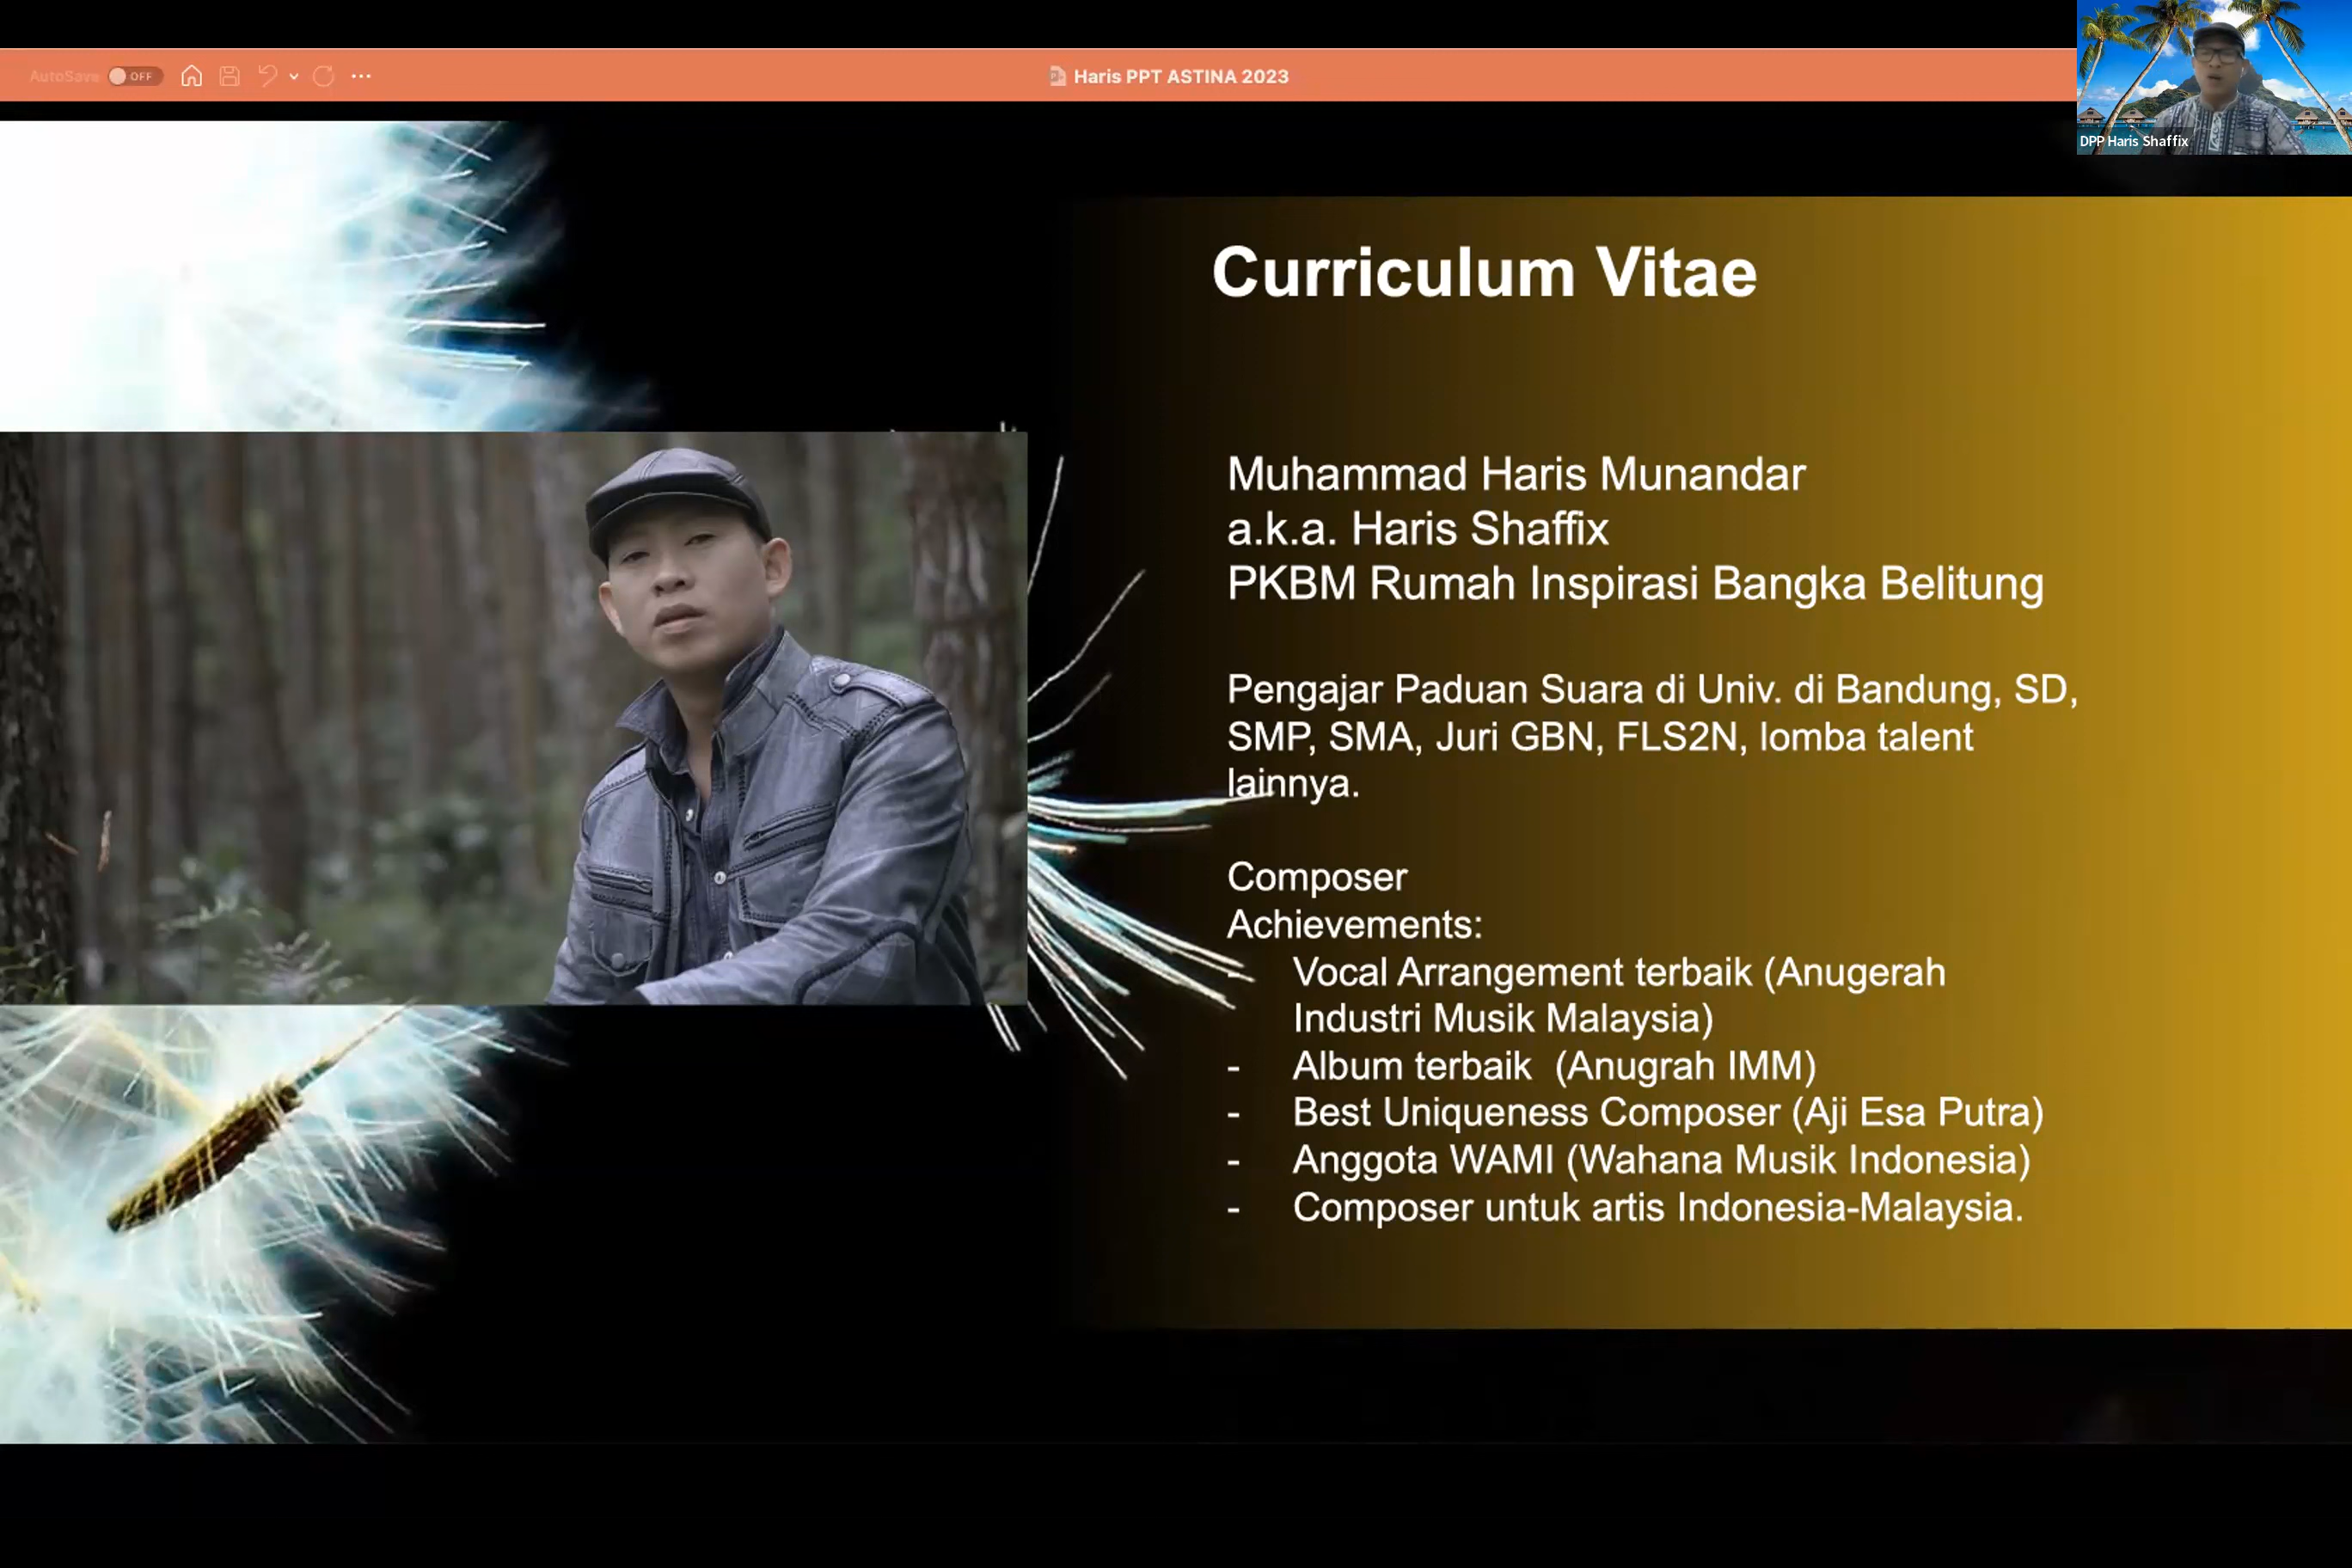 AutoSave OFF
Haris PPT ASTINA 2023
DPP Haris Shaffix
Curriculum Vitae
Muhammad Haris Munandar
a.k.a. Haris Shaffix
PKBM Rumah Inspirasi Bangka Belitung
Pengajar Paduan Suara di Univ. di Bandung, SD,
SMP, SMA, Juri GBN, FLS2N, lomba talent
lainnya.
Composer
Achievements:
- Vocal Arrangement terbaik (Anugerah
Industri Musik Malaysia)
- Album terbaik  (Anugrah IMM)
- Best Uniqueness Composer (Aji Esa Putra)
- Anggota WAMI (Wahana Musik Indonesia)
- Composer untuk artis Indonesia-Malaysia.